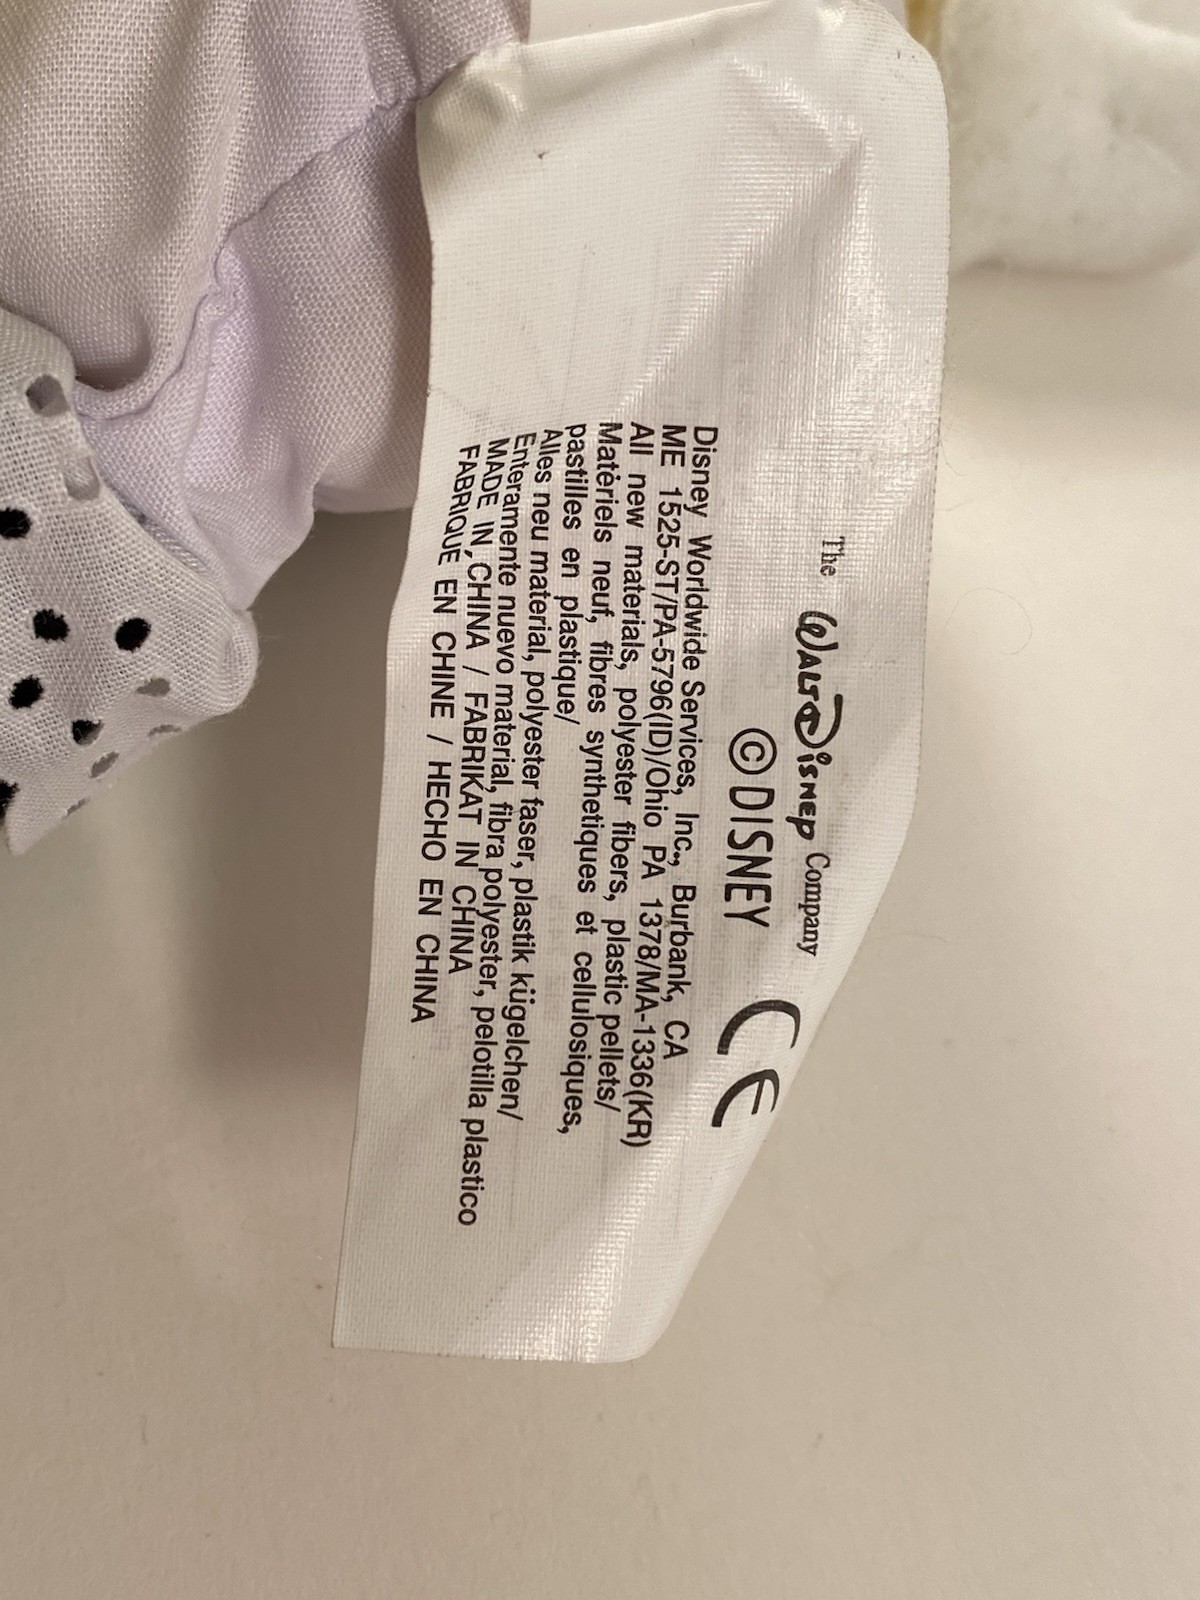 The WALT DISNEY Company
©DISNEY CE
Disney Worldwide Services, Inc., Burbank, CA
ME 1525-ST/PA-5796(ID)/Ohio PA 1378/MA-1336(KR)
All new materials, polyester fibers, plastic pellets/
Matériels neuf, fibres synthetiques et cellulosiques,
pastilles en plastique/
Alles neu material, polyester faser, plastik kügelchen/
Enteramente nuevo material, fibra polyester, pelotilla plastico
MADE IN CHINA / FABRIKAT IN CHINA
FABRIQUÉ EN CHINE / HECHO EN CHINA